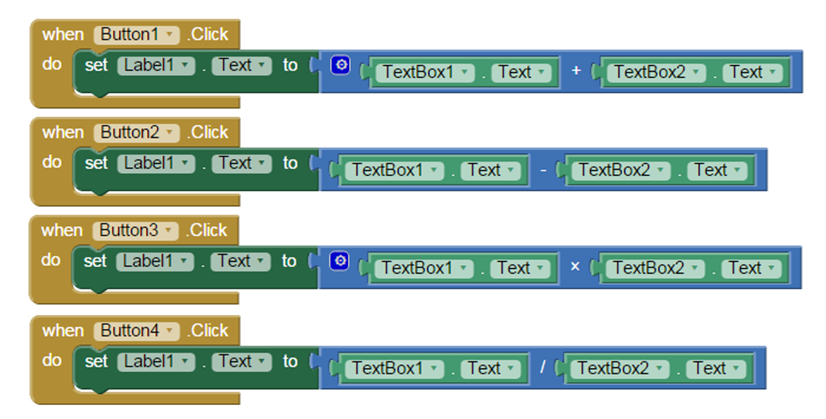 when Button1 .Click
do set Label1 . Text to TextBox1 . Text + TextBox2 . Text
when Button2 .Click
do set Label1 . Text to TextBox1 . Text - TextBox2 . Text
when Button3 .Click
do set Label1 . Text to TextBox1 . Text x TextBox2 . Text
when Button4 .Click
do set Label1 . Text to TextBox1 . Text / TextBox2 . Text